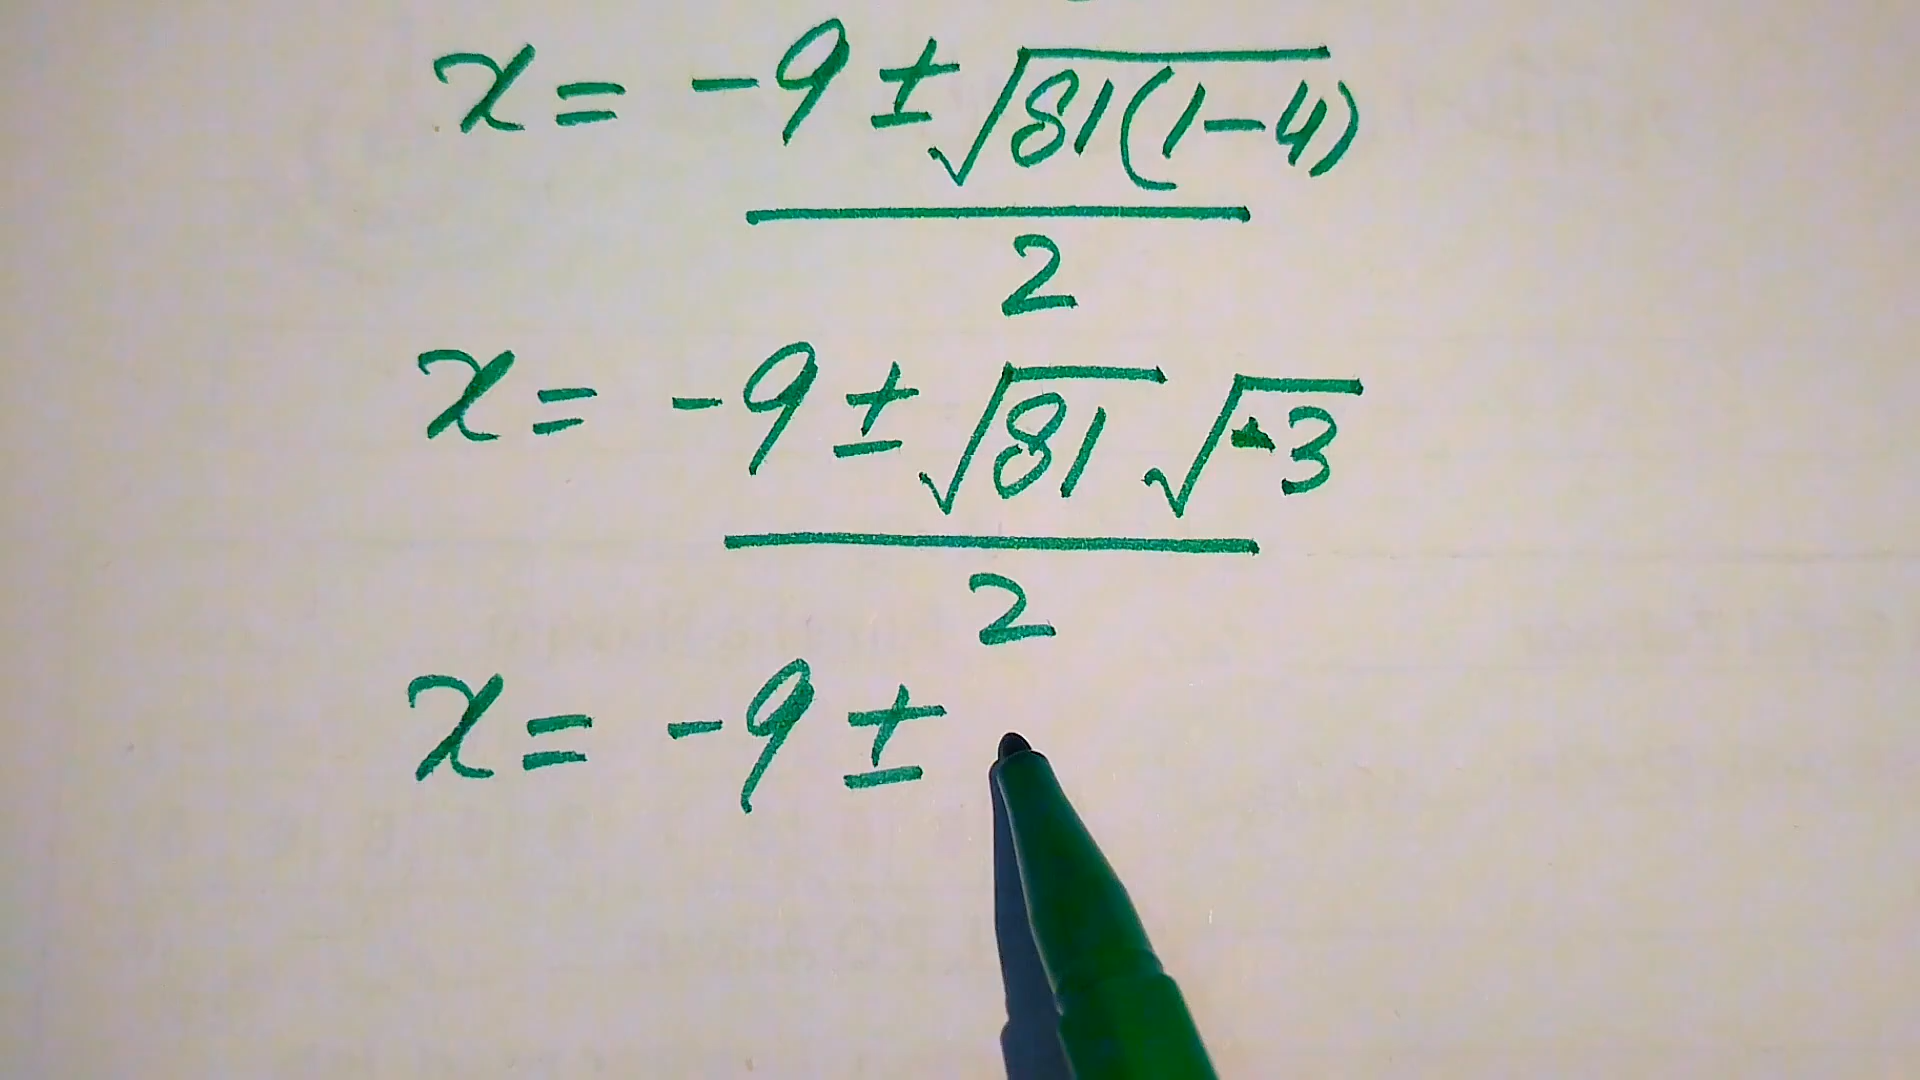 x = -9 ± √81(1-4)
2
x = -9 ± √81 √-3
2
x = -9 ±